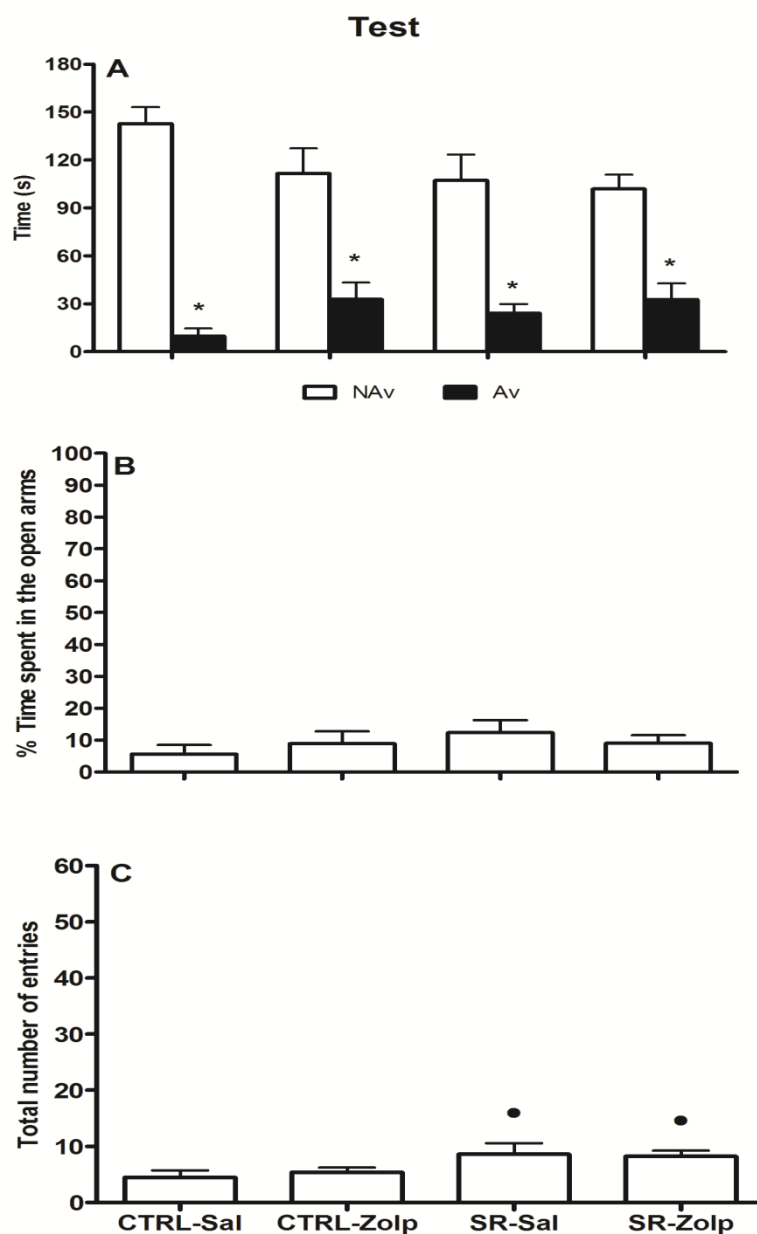 Test
A
180
150
120
90
60
30
0
Time (s)
* * * *
NAv Av
B
100
90
80
70
60
50
40
30
20
10
0
% Time spent in the open arms
C
60
50
40
30
20
10
0
Total number of entries
• •
CTRL-Sal CTRL-Zolp SR-Sal SR-Zolp